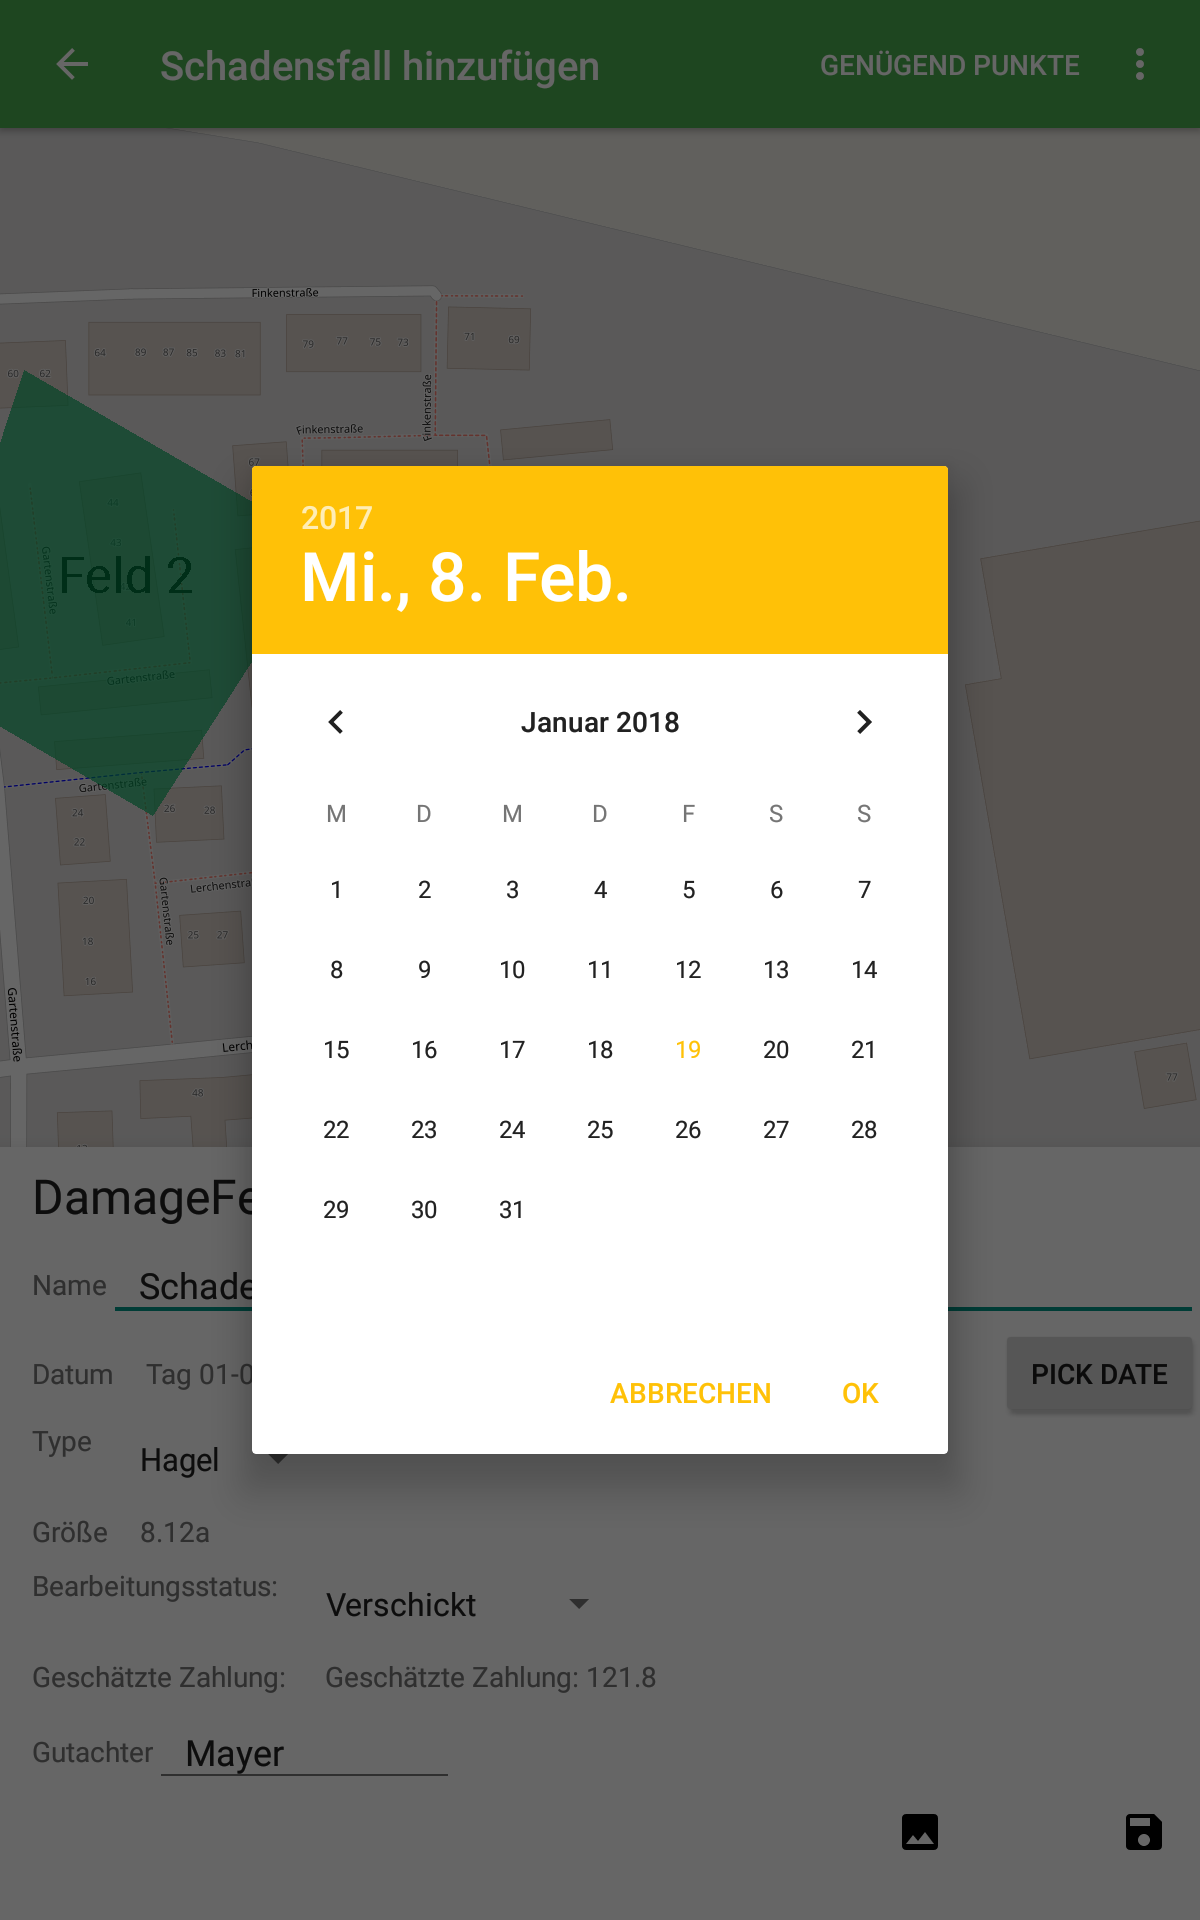 Schadensfall hinzufügen GENÜGEND PUNKTE
Finkenstraße
64 89 87 85 83 81
79 77 75 73
71 69
60 62
Finkenstraße
Finkenstraße
67
44
43
41
Gartenstraße
Feld 2
Gartenstraße
Gartenstraße
24
22
26 28
20
18
16
Gartenstraße
Lerchenstra
25 27
Gartenstraße
Lerch
48
77
2017
Mi., 8. Feb.
Januar 2018
M D M D F S S
1 2 3 4 5 6 7
8 9 10 11 12 13 14
15 16 17 18 19 20 21
22 23 24 25 26 27 28
29 30 31
ABBRECHEN OK
DamageFe
Name Schade
Datum Tag 01-0 PICK DATE
Type Hagel
Größe 8.12a
Bearbeitungsstatus: Verschickt
Geschätzte Zahlung: Geschätzte Zahlung: 121.8
Gutachter Mayer